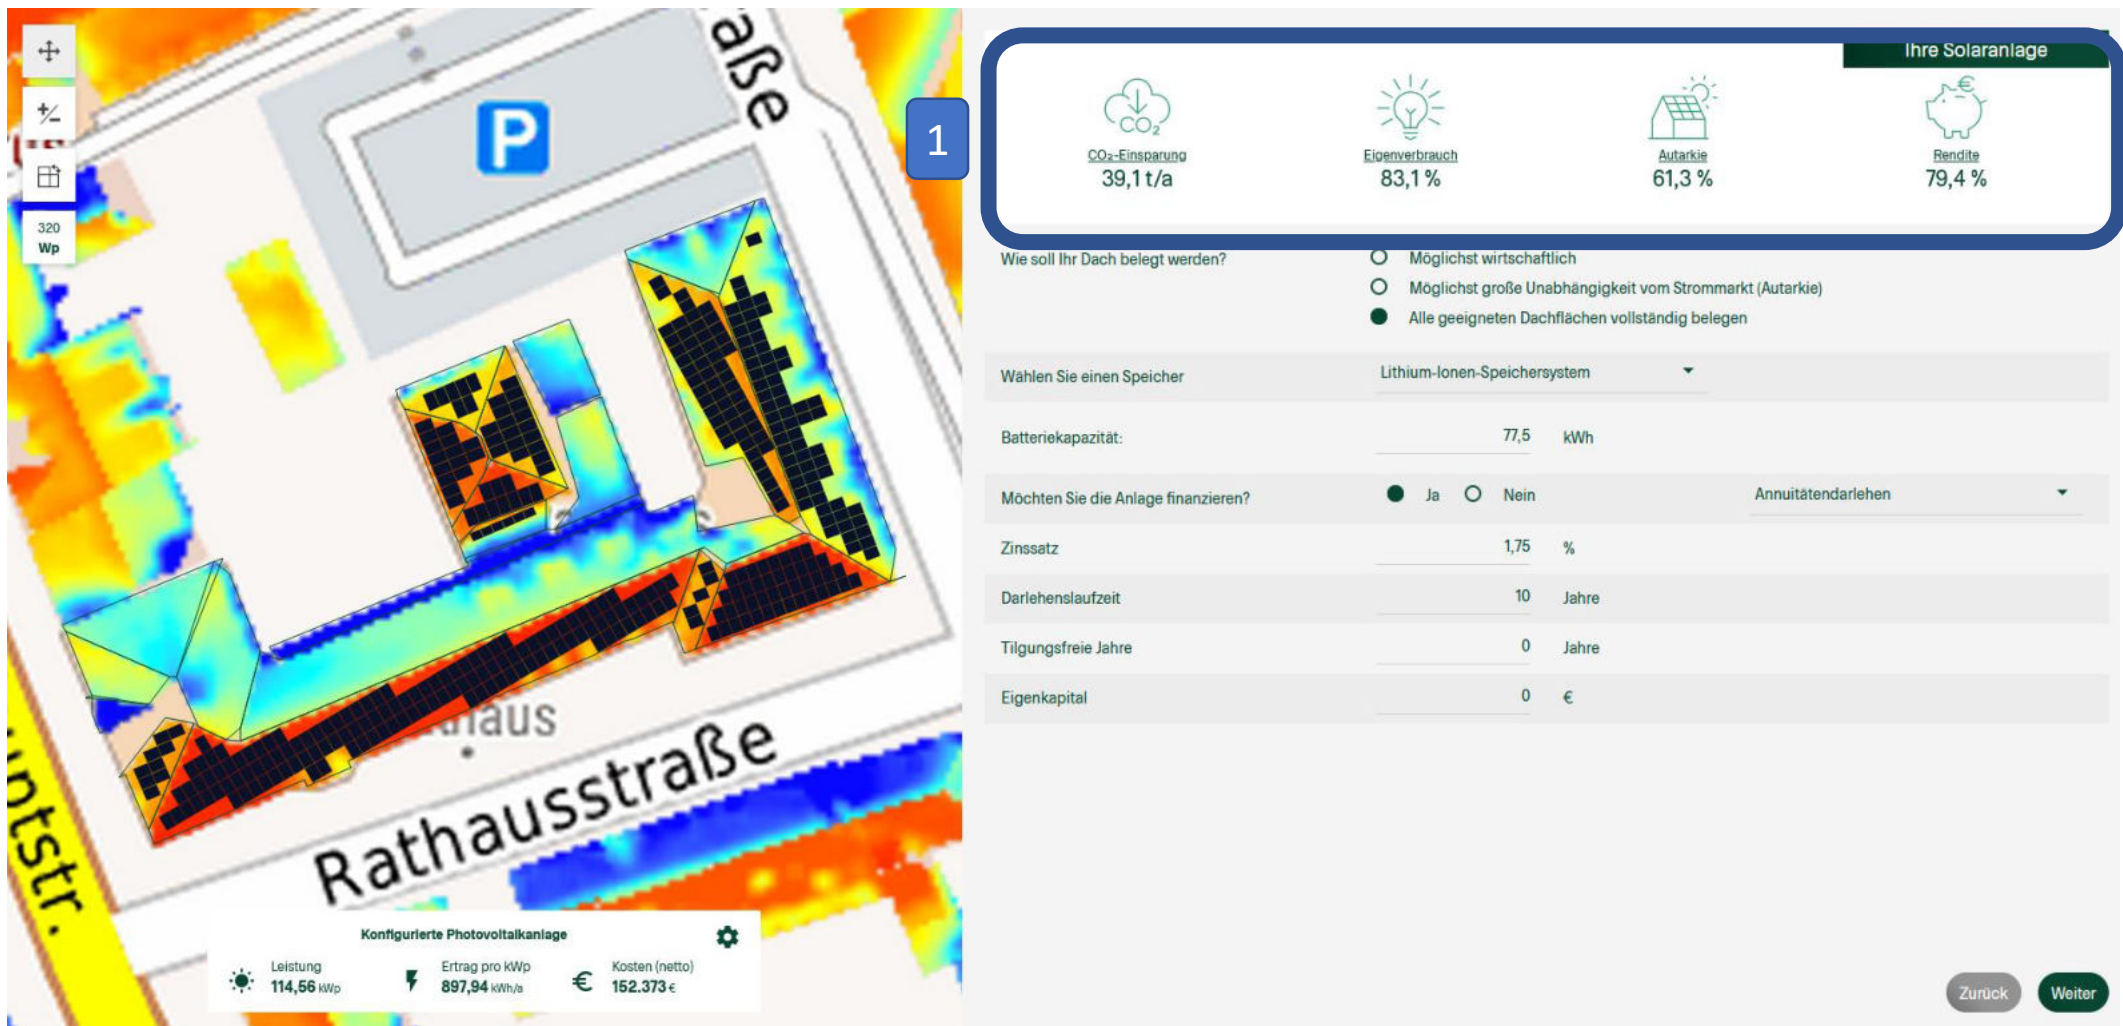 aße
P
+/-
320
Wp
Rathausstraße
Konfigurierte Photovoltaikanlage
Leistung
114,56 kWp
Ertrag pro kWp
897,94 kWh/a
Kosten (netto)
152.373 €
1
Ihre Solaranlage
CO₂
€
CO₂-Einsparung
39,1 t/a
Eigenverbrauch
83,1 %
Autarkie
61,3 %
Rendite
79,4 %
Wie soll Ihr Dach belegt werden?
Möglichst wirtschaftlich
Möglichst große Unabhängigkeit vom Strommarkt (Autarkie)
Alle geeigneten Dachflächen vollständig belegen
Wählen Sie einen Speicher
Lithium-Ionen-Speichersystem
Batteriekapazität:
77,5 kWh
Möchten Sie die Anlage finanzieren?
Ja Nein
Annuitätendarlehen
Zinssatz
1,75 %
Darlehenslaufzeit
10 Jahre
Tilgungsfreie Jahre
0 Jahre
Eigenkapital
0 €
Zurück
Weiter